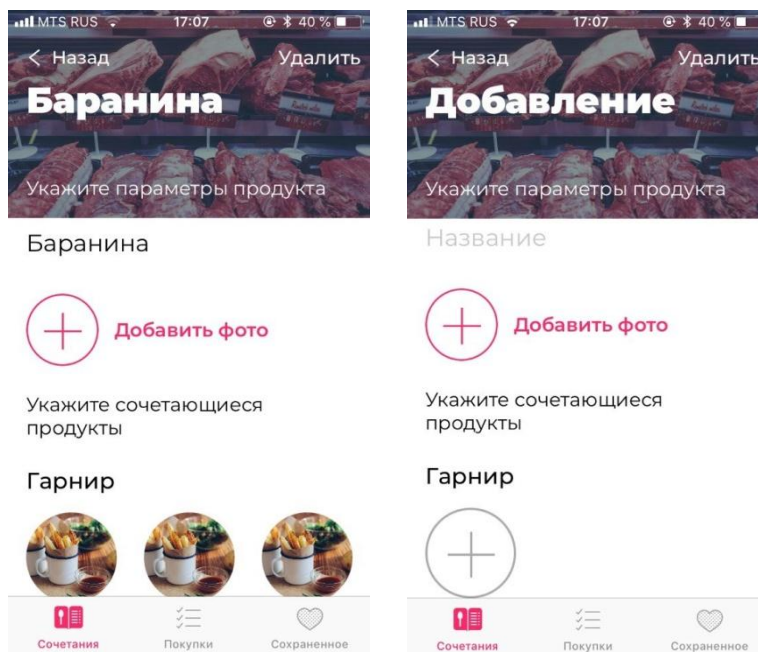 MTS RUS 17:07 40 %
Назад Удалить
Баранина
Укажите параметры продукта
Баранина
Добавить фото
Укажите сочетающиеся
продукты
Гарнир
Сочетания Покупки Сохраненное
MTS RUS 17:07 40 %
Назад Удалить
Добавление
Укажите параметры продукта
Название
Добавить фото
Укажите сочетающиеся
продукты
Гарнир
Сочетания Покупки Сохраненное